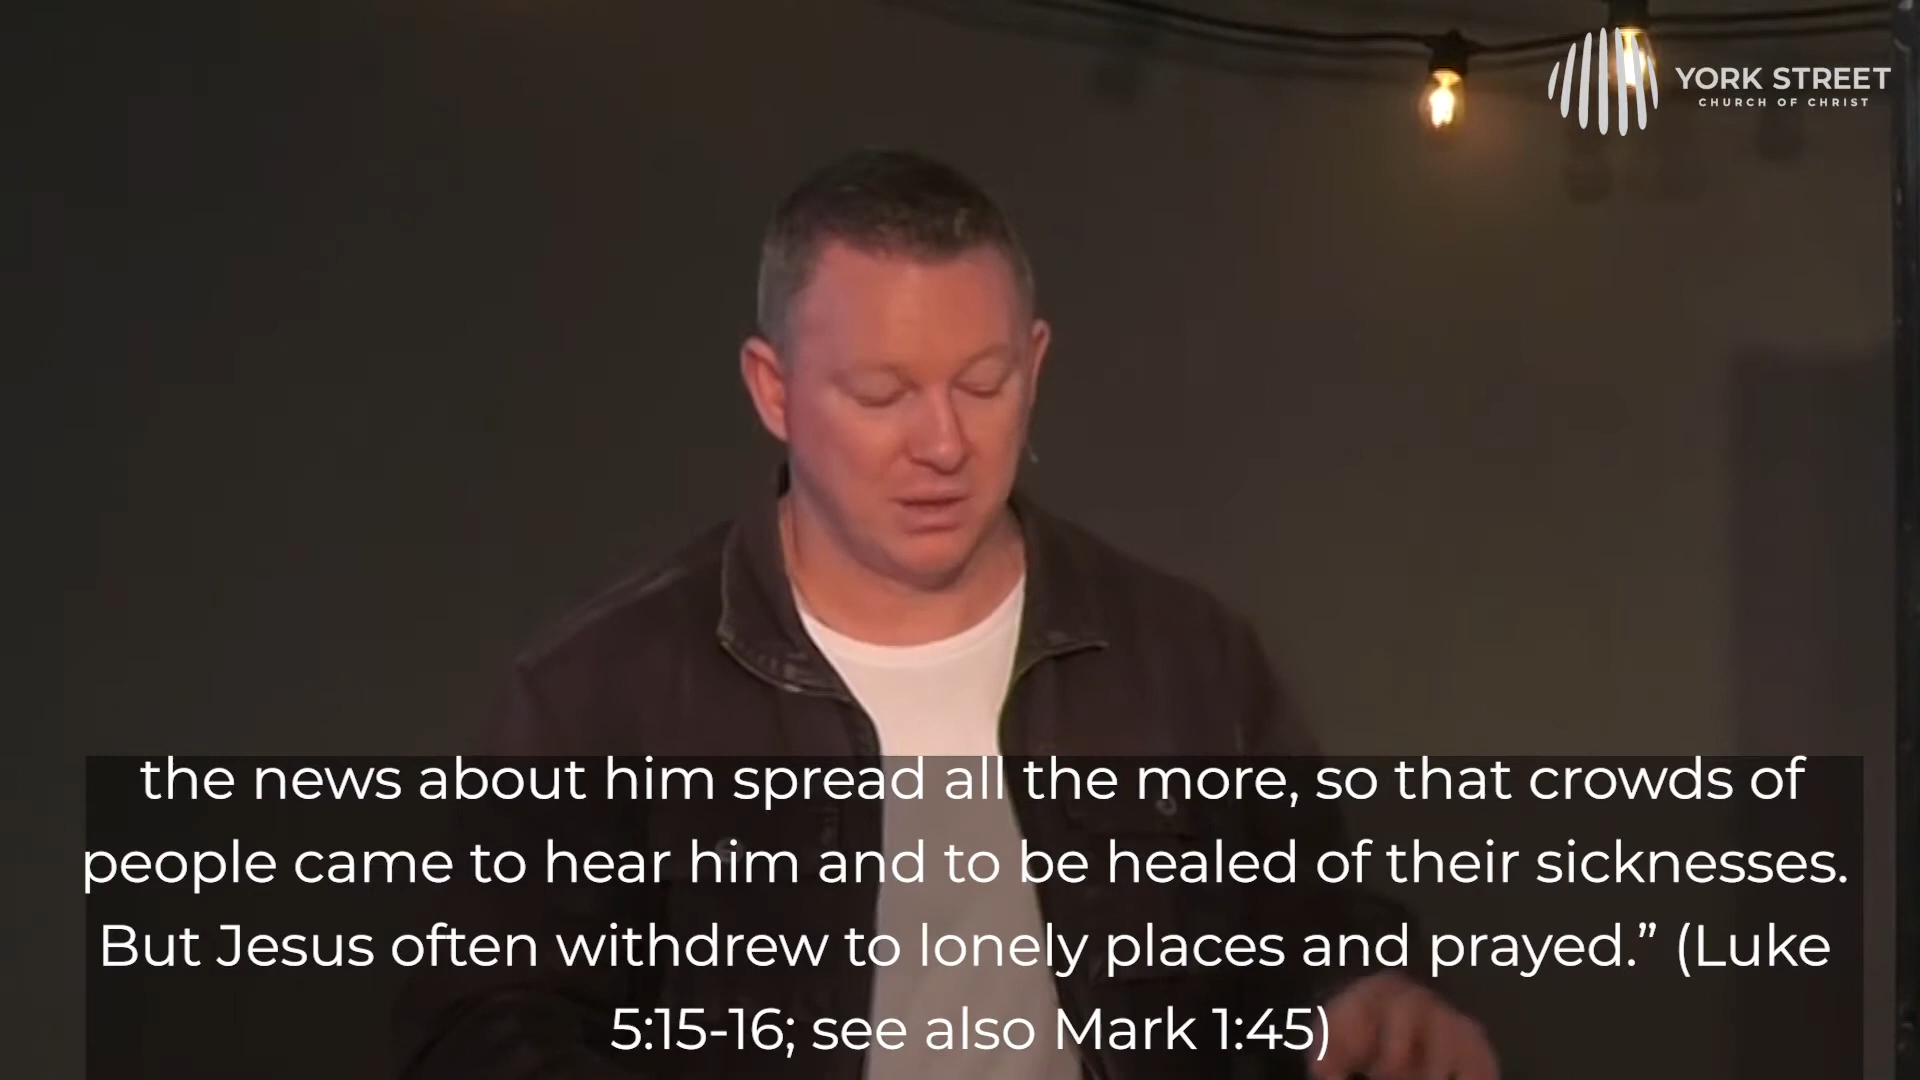 YORK STREET
CHURCH OF CHRIST
the news about him spread all the more, so that crowds of
people came to hear him and to be healed of their sicknesses.
But Jesus often withdrew to lonely places and prayed.” (Luke
5:15-16; see also Mark 1:45)